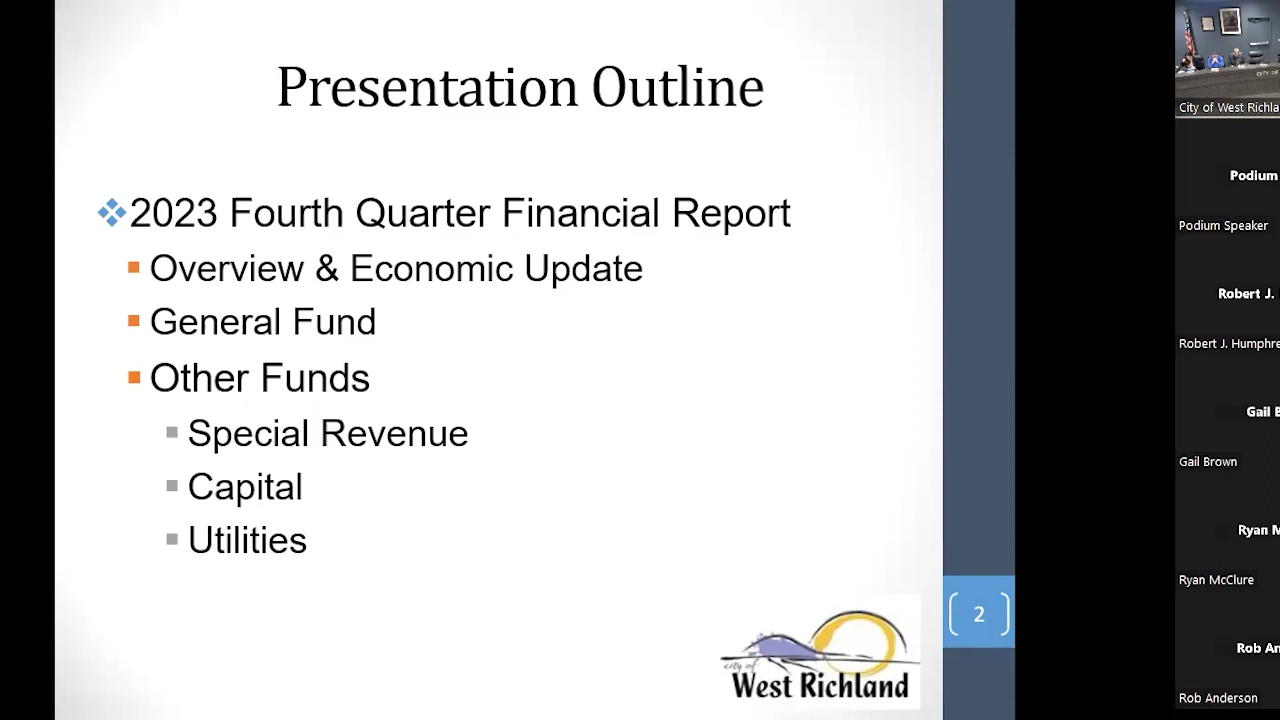 Presentation Outline
2023 Fourth Quarter Financial Report
Overview & Economic Update
General Fund
Other Funds
Special Revenue
Capital
Utilities
2
city of
West Richland
CITY OF
City of West Richla
Podium
Podium Speaker
Robert J.
Robert J. Humphre
Gail B
Gail Brown
Ryan M
Ryan McClure
Rob An
Rob Anderson